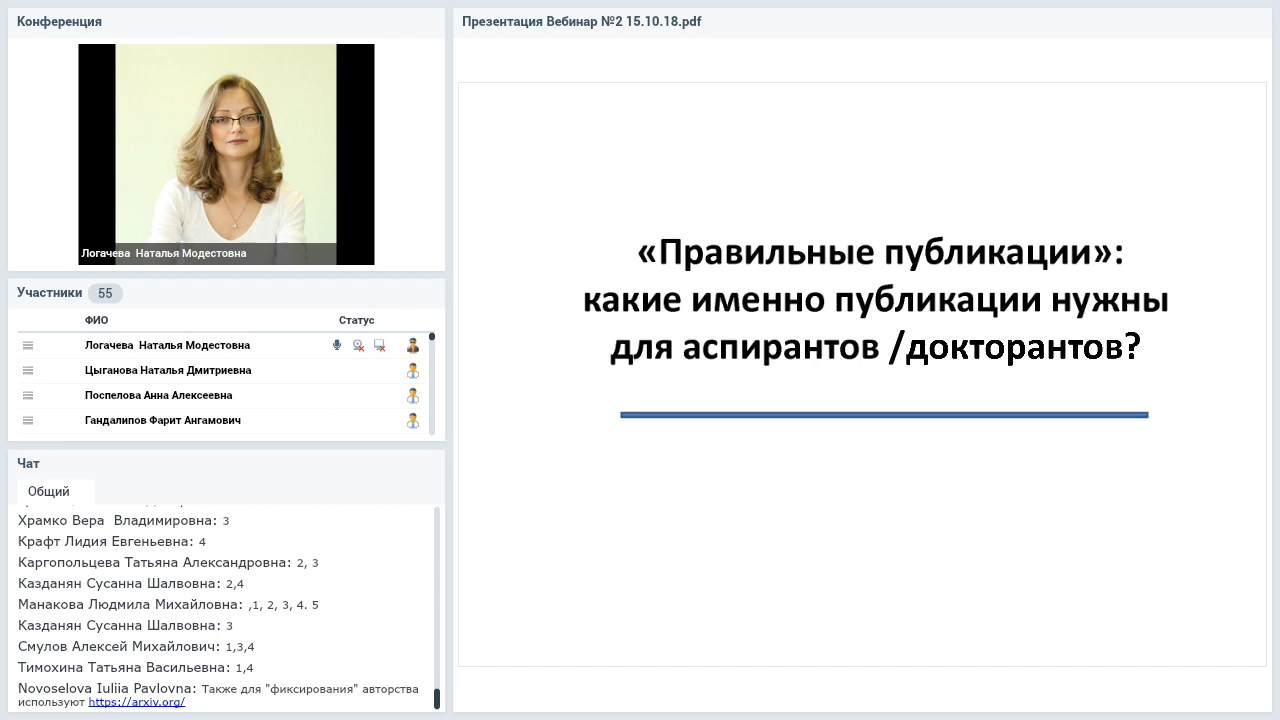 Конференция
Логачева Наталья Модестовна
Участники 55
ФИО Статус
Логачева Наталья Модестовна
Цыганова Наталья Дмитриевна
Поспелова Анна Алексеевна
Гандалипов Фарит Ангамович
Чат
Общий
Храмко Вера Владимировна: 3
Крафт Лидия Евгеньевна: 4
Каргопольцева Татьяна Александровна: 2, 3
Казданян Сусанна Шалвовна: 2,4
Манакова Людмила Михайловна: ,1, 2, 3, 4. 5
Казданян Сусанна Шалвовна: 3
Смулов Алексей Михайлович: 1,3,4
Тимохина Татьяна Васильевна: 1,4
Novoselova Iuliia Pavlovna: Также для "фиксирования" авторства
используют https://arxiv.org/
Презентация Вебинар №2 15.10.18.pdf
«Правильные публикации»:
какие именно публикации нужны
для аспирантов /докторантов?